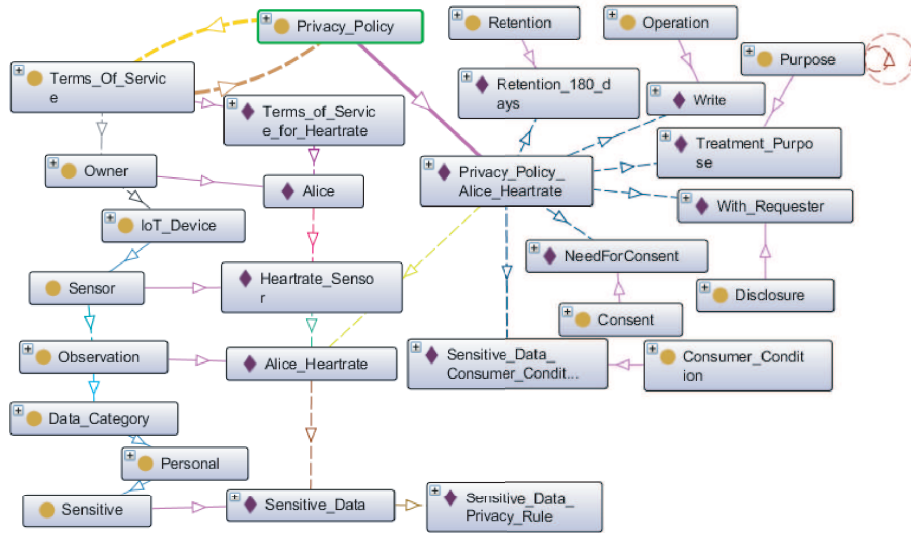 Privacy_Policy
Retention
Operation
Purpose
Terms_Of_Servic
e
Retention_180_d
ays
Write
Terms_of_Servic
e_for_Heartrate
Treatment_Purpo
se
Owner
Alice
Privacy_Policy_
Alice_Heartrate
With_Requester
IoT_Device
NeedForConsent
Sensor
Heartrate_Senso
r
Disclosure
Consent
Observation
Alice_Heartrate
Sensitive_Data_
Consumer_Condit...
Consumer_Condit
ion
Data_Category
Personal
Sensitive
Sensitive_Data
Sensitive_Data_
Privacy_Rule